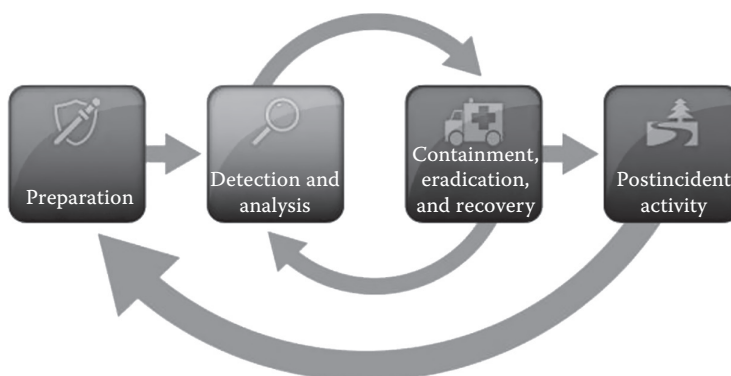 Preparation
Detection and
analysis
Containment,
eradication,
and recovery
Postincident
activity